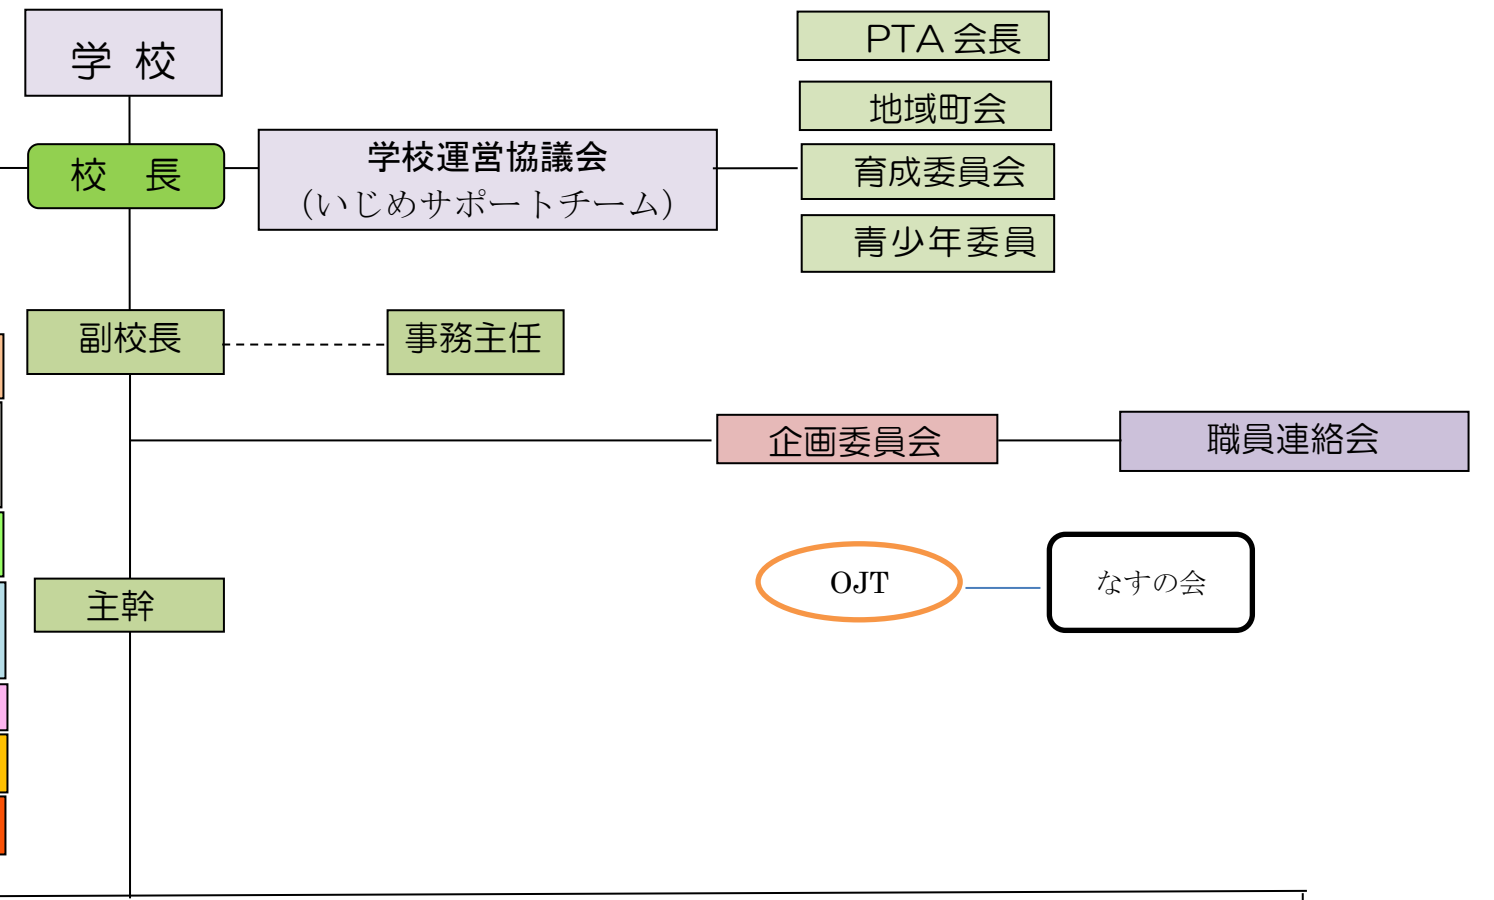 学 校
PTA 会長
地域町会
校　長
学校運営協議会
（いじめサポートチーム）
育成委員会
青少年委員
副校長
事務主任
企画委員会
職員連絡会
OJT
なすの会
主幹